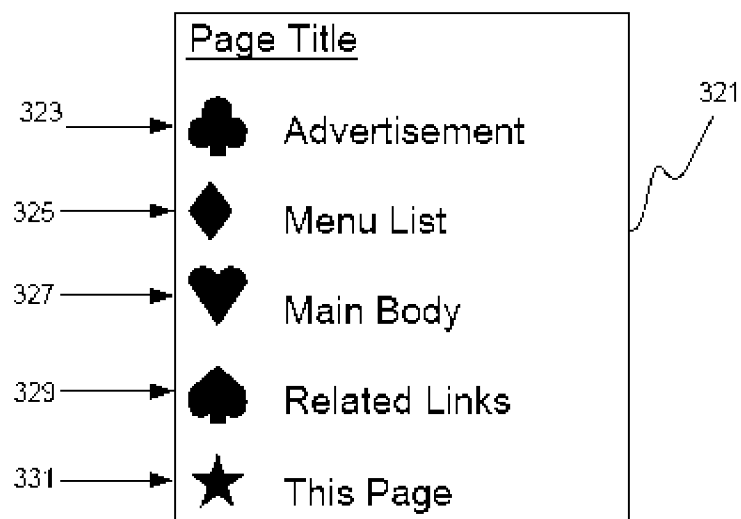 Page Title
323 Advertisement
321
325 Menu List
327 Main Body
329 Related Links
331 This Page